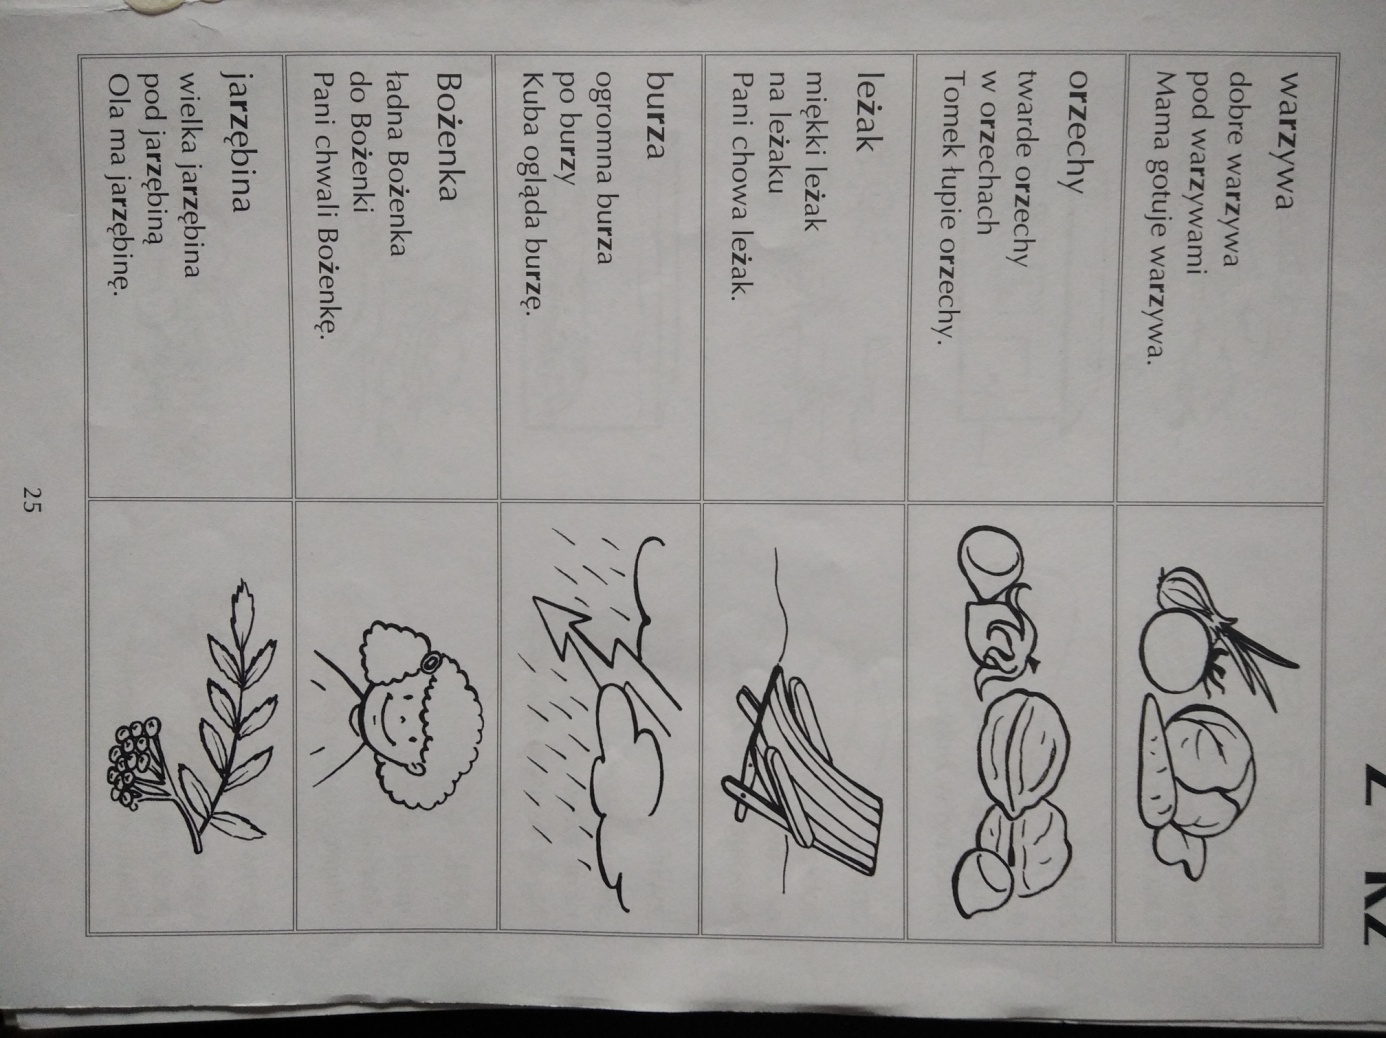 warzywa
dobre warzywa
pod warzywami
Mama gotuje warzywa.
orzechy
twarde orzechy
w orzechach
Tomek łupie orzechy.
leżak
miękki leżak
na leżaku
Pani chowa leżak.
burza
ogromna burza
po burzy
Kuba ogląda burzę.
Bożenka
ładna Bożenka
do Bożenki
Pani chwali Bożenkę.
jarzębina
wielka jarzębina
pod jarzębiną
Ola ma jarzębinę.
25